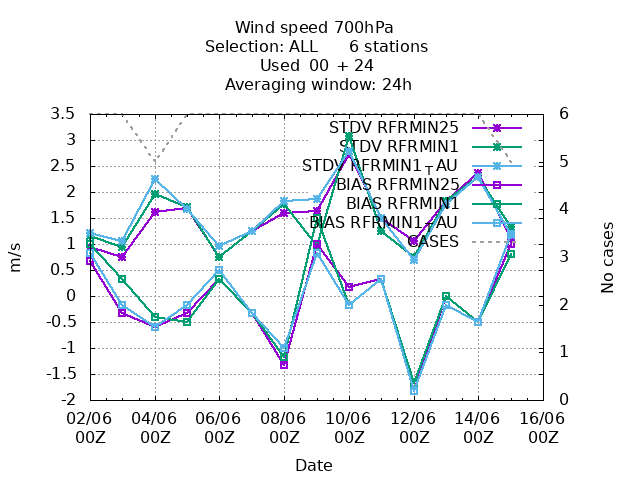 Wind speed 700hPa
Selection: ALL      6 stations
Used  00 + 24
Averaging window: 24h
3.5
3
2.5
2
1.5
1
0.5
0
-0.5
-1
-1.5
-2
m/s
6
5
4
3
2
1
0
No cases
STDV RFRMIN25
STDV RFRMIN1
STDV RFRMIN1TAU
BIAS RFRMIN25
BIAS RFRMIN1
BIAS RFRMIN1TAU
CASES
02/06 04/06 06/06 08/06 10/06 12/06 14/06 16/06
00Z 00Z 00Z 00Z 00Z 00Z 00Z 00Z
Date